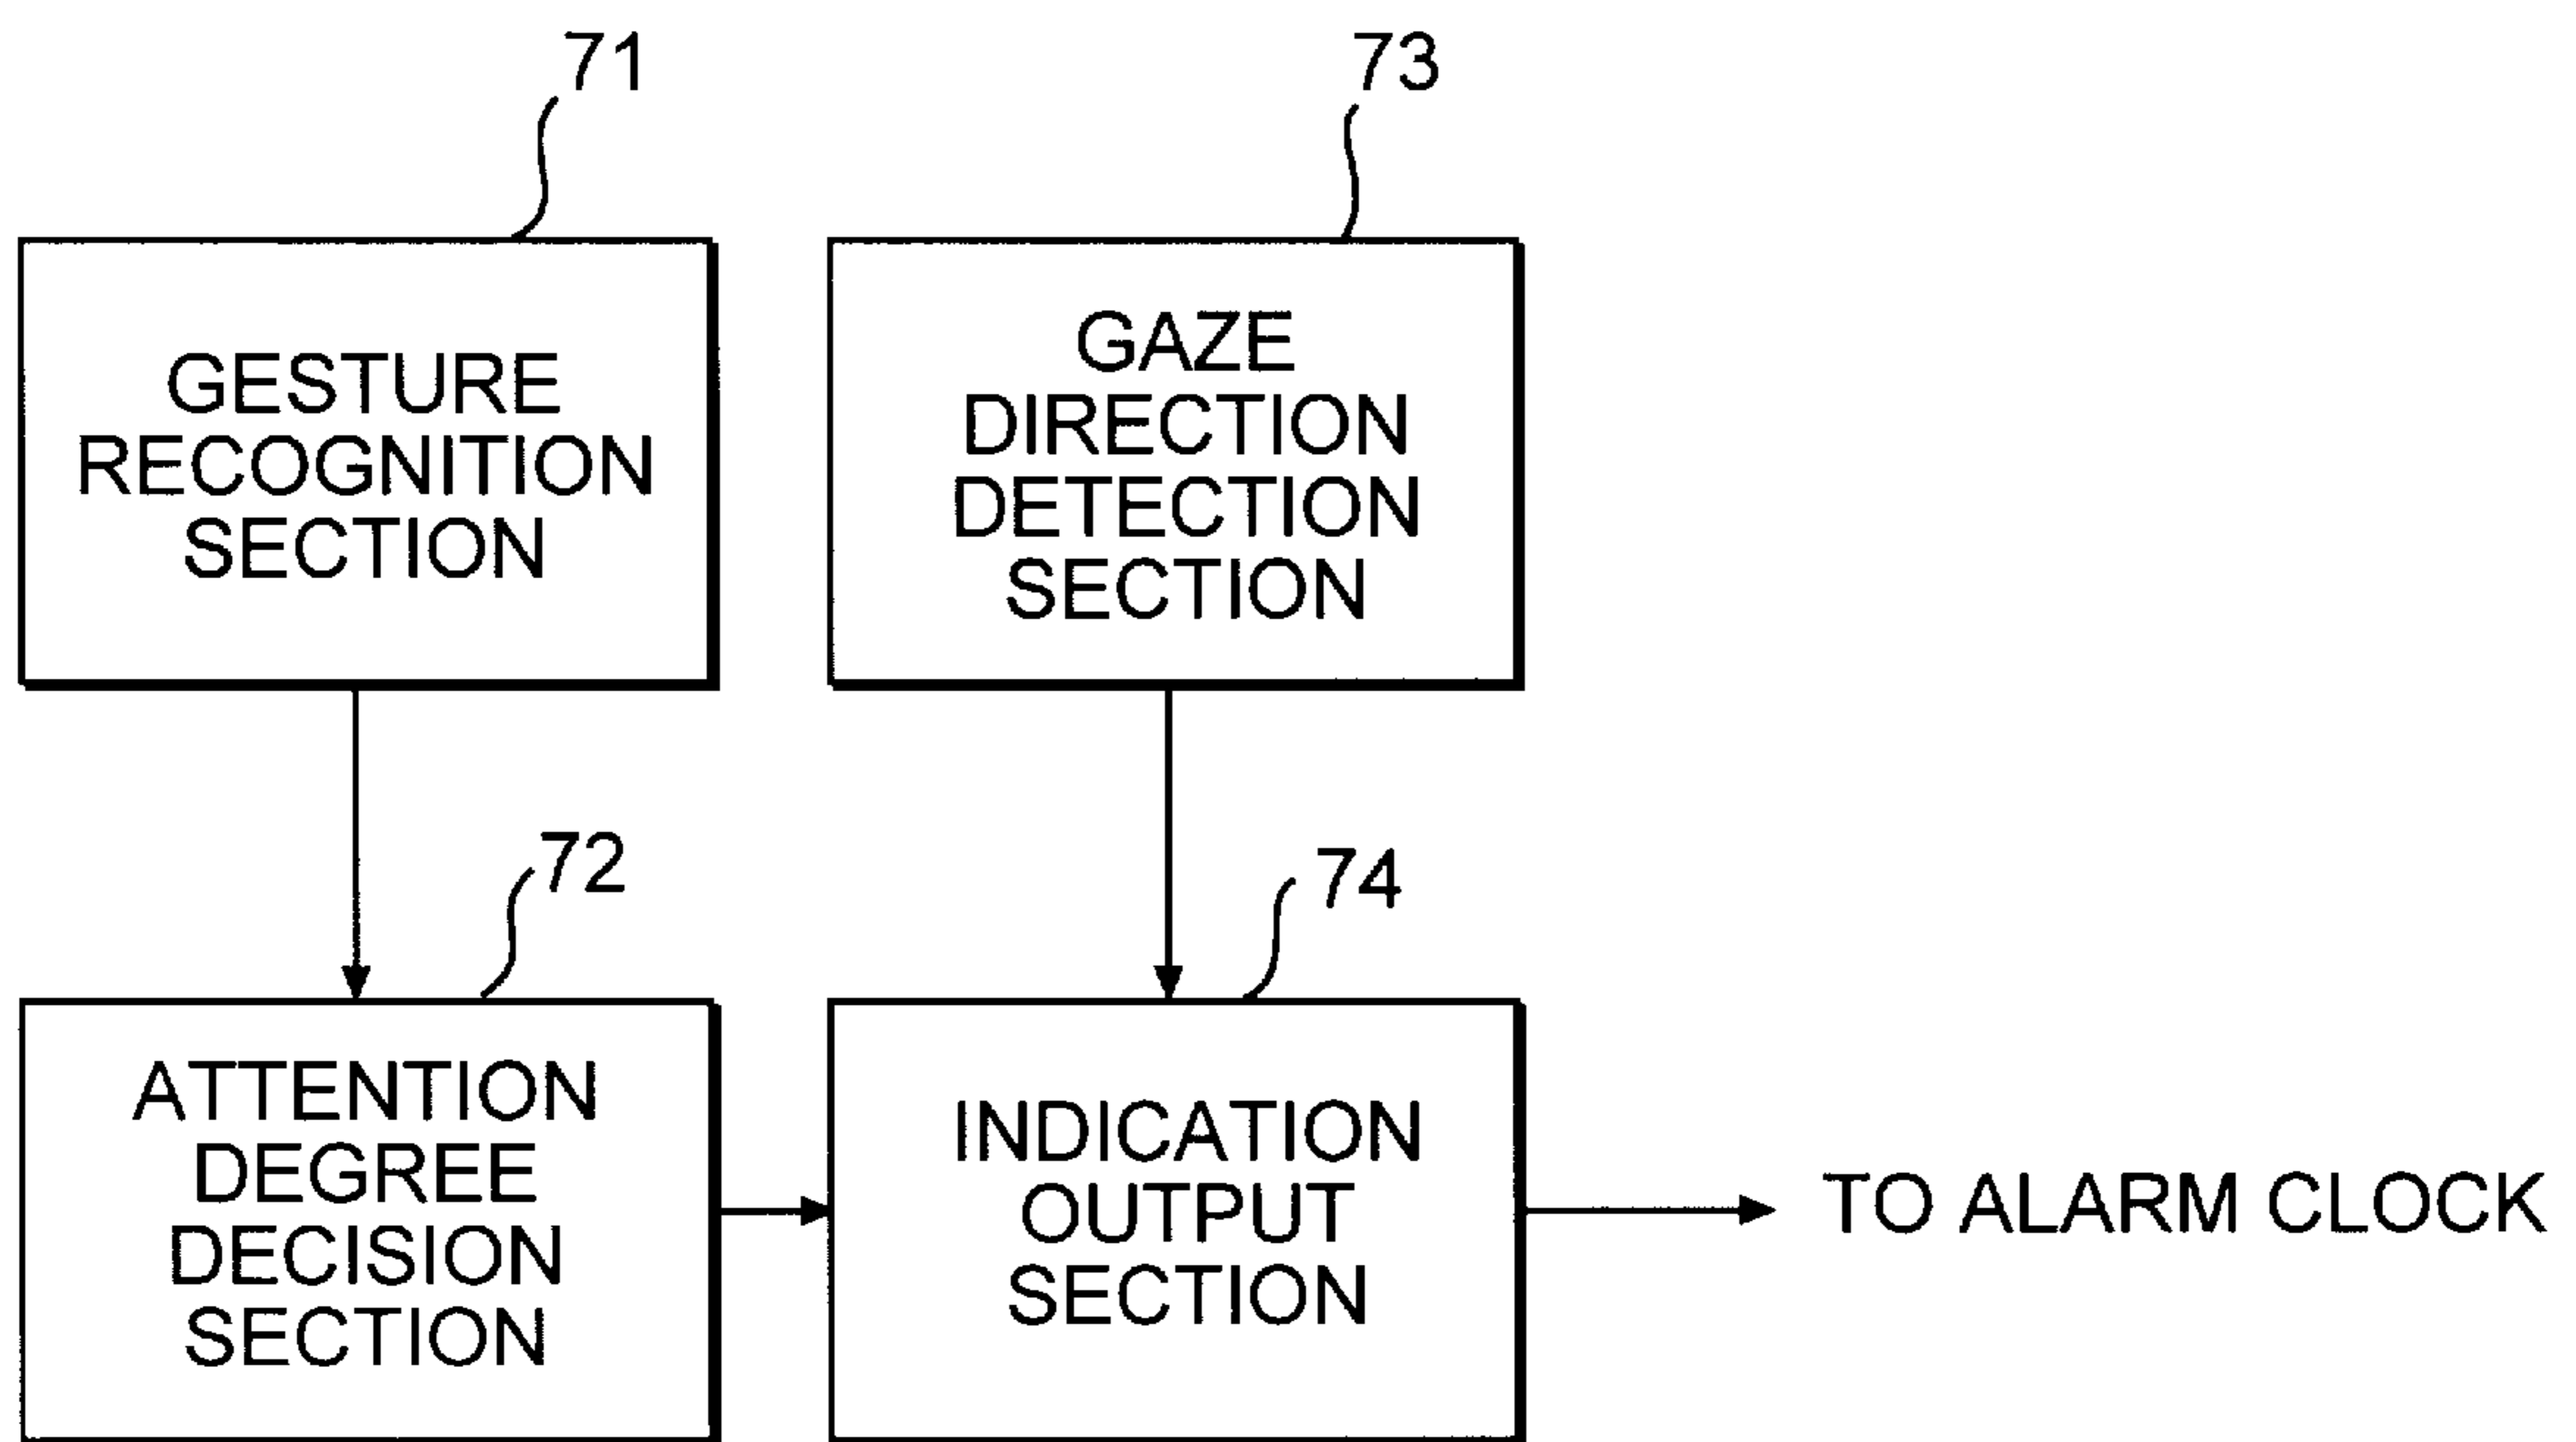 71
GESTURE
RECOGNITION
SECTION
73
GAZE
DIRECTION
DETECTION
SECTION
72
ATTENTION
DEGREE
DECISION
SECTION
74
INDICATION
OUTPUT
SECTION
TO ALARM CLOCK